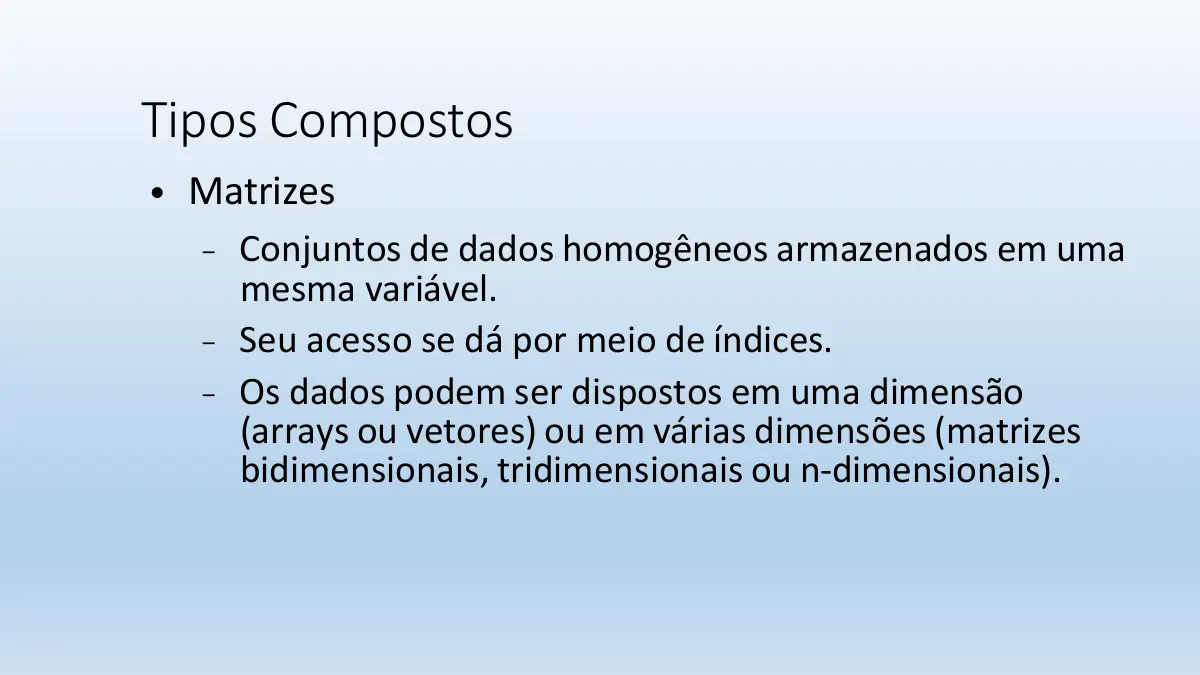 Tipos Compostos
• Matrizes
– Conjuntos de dados homogêneos armazenados em uma
mesma variável.
– Seu acesso se dá por meio de índices.
– Os dados podem ser dispostos em uma dimensão
(arrays ou vetores) ou em várias dimensões (matrizes
bidimensionais, tridimensionais ou n-dimensionais).